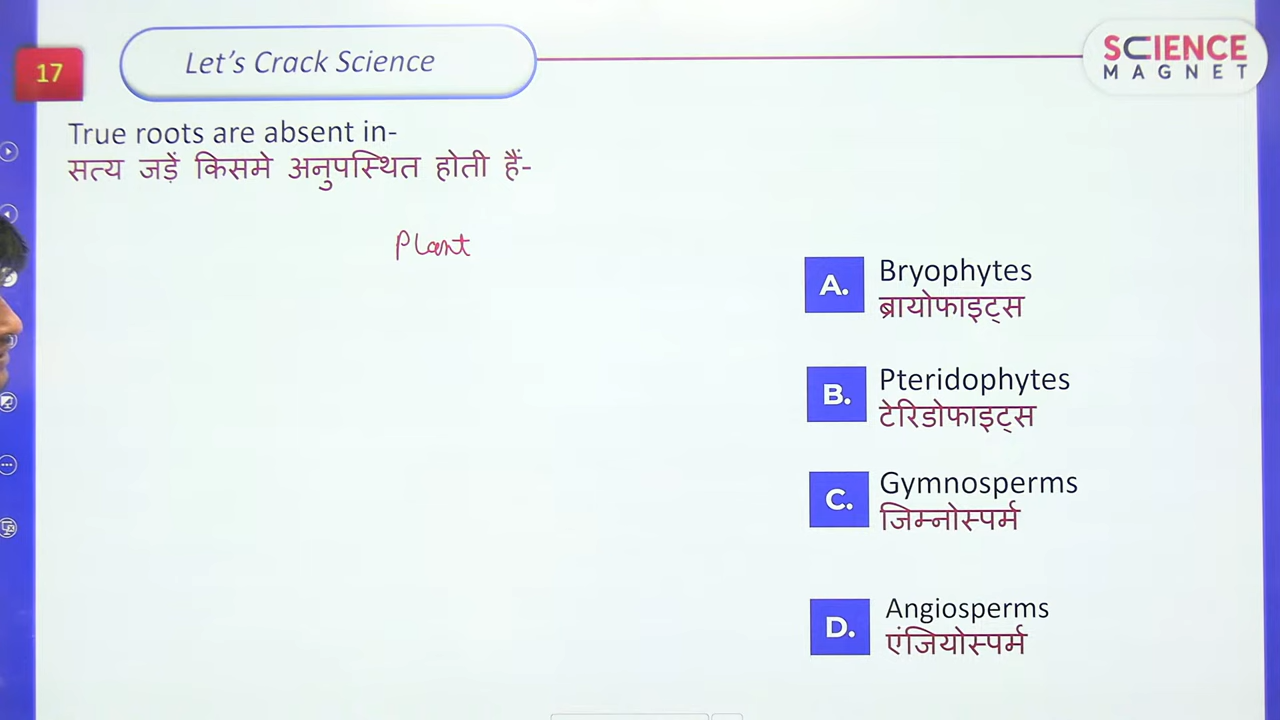 17
Let's Crack Science
SCIENCE
MAGNET
True roots are absent in-
सत्य जड़ें किसमे अनुपस्थित होती हैं-
Plant
A.
Bryophytes
ब्रायोफाइट्स
B.
Pteridophytes
टेरिडोफाइट्स
C.
Gymnosperms
जिम्नोस्पर्म
D.
Angiosperms
एंजियोस्पर्म